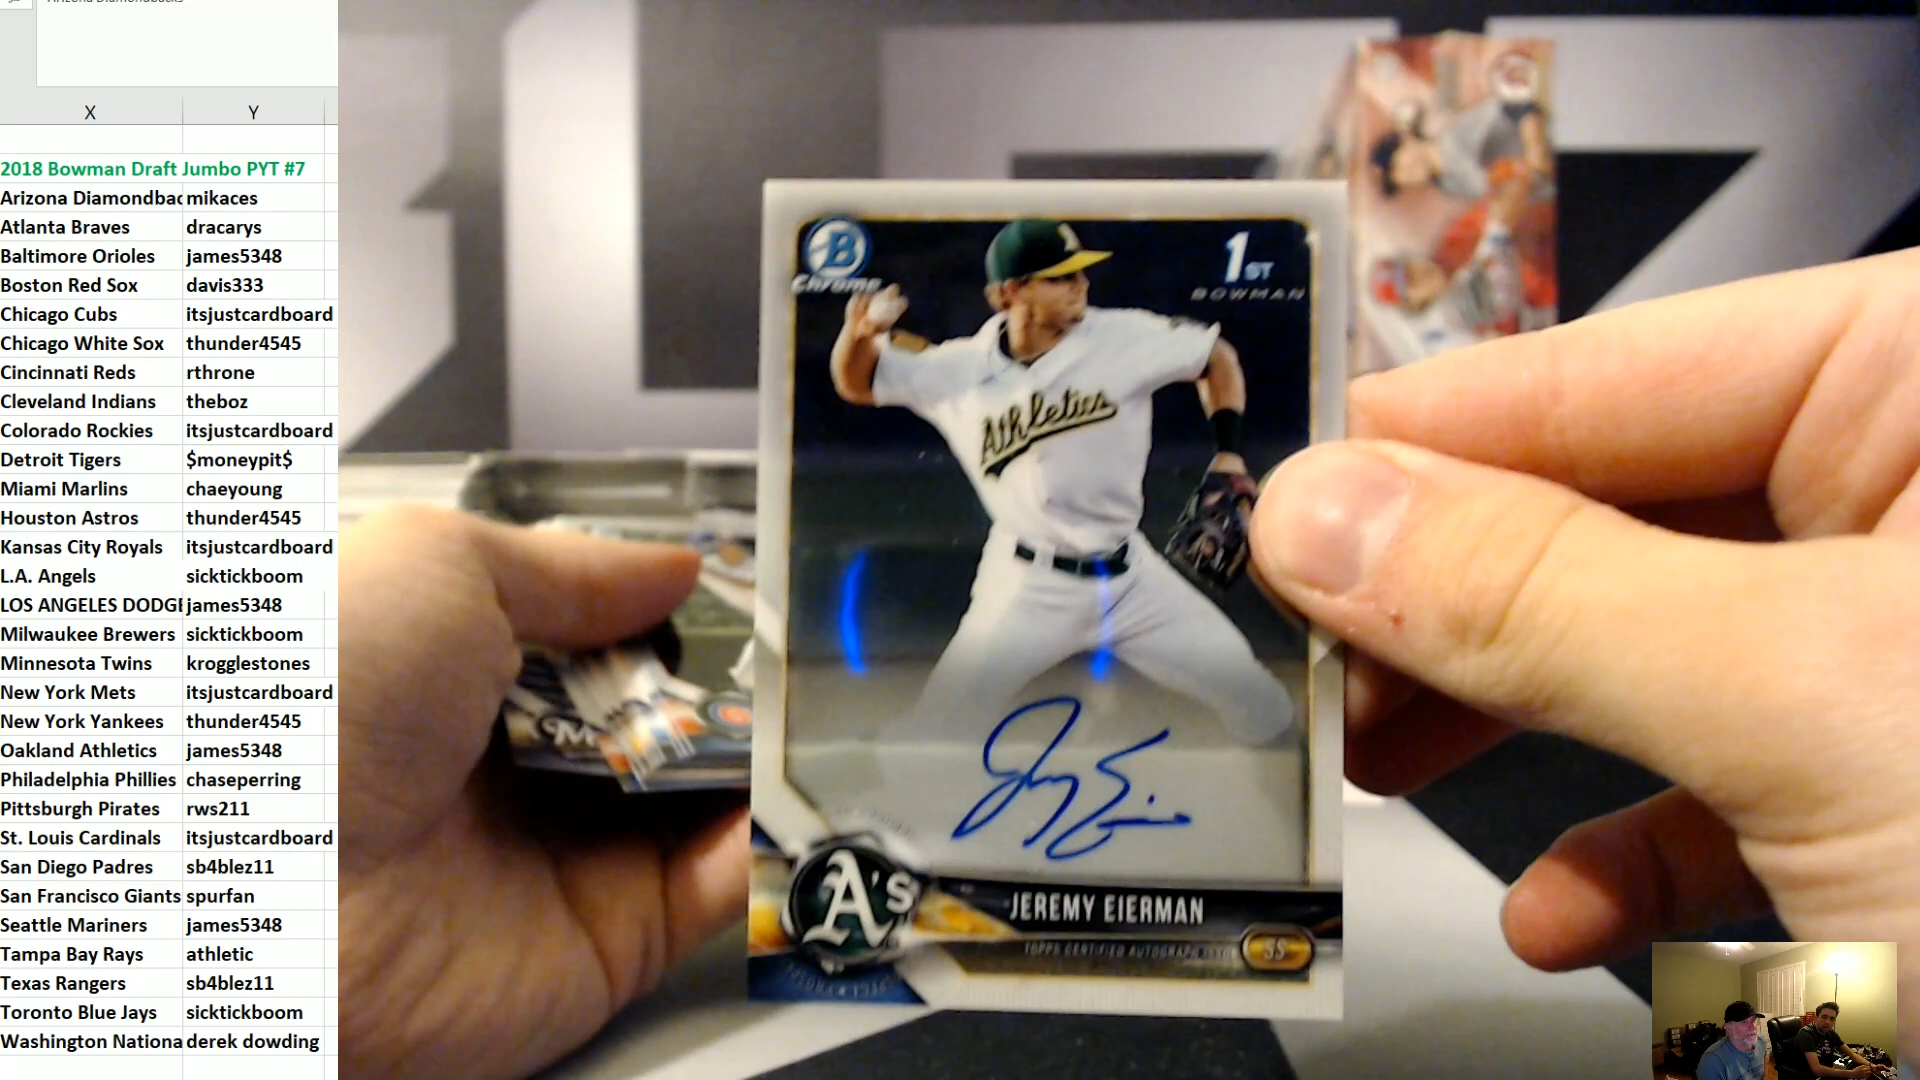 X Y
2018 Bowman Draft Jumbo PYT #7
Arizona Diamondbac mikaces
Atlanta Braves dracarys
Baltimore Orioles james5348
Boston Red Sox davis333
Chicago Cubs itsjustcardboard
Chicago White Sox thunder4545
Cincinnati Reds rthrone
Cleveland Indians theboz
Colorado Rockies itsjustcardboard
Detroit Tigers $moneypit$
Miami Marlins chaeyoung
Houston Astros thunder4545
Kansas City Royals itsjustcardboard
L.A. Angels sicktickboom
LOS ANGELES DODGE james5348
Milwaukee Brewers sicktickboom
Minnesota Twins krogglestones
New York Mets itsjustcardboard
New York Yankees thunder4545
Oakland Athletics james5348
Philadelphia Phillies chaseperring
Pittsburgh Pirates rws211
St. Louis Cardinals itsjustcardboard
San Diego Padres sb4blez11
San Francisco Giants spurfan
Seattle Mariners james5348
Tampa Bay Rays athletic
Texas Rangers sb4blez11
Toronto Blue Jays sicktickboom
Washington Nationa derek dowding
B
Chrome
1ST
BOWMAN
Athletics
A's
JEREMY EIERMAN
TOPPS CERTIFIED AUTOGRAPH ISSUE
SS